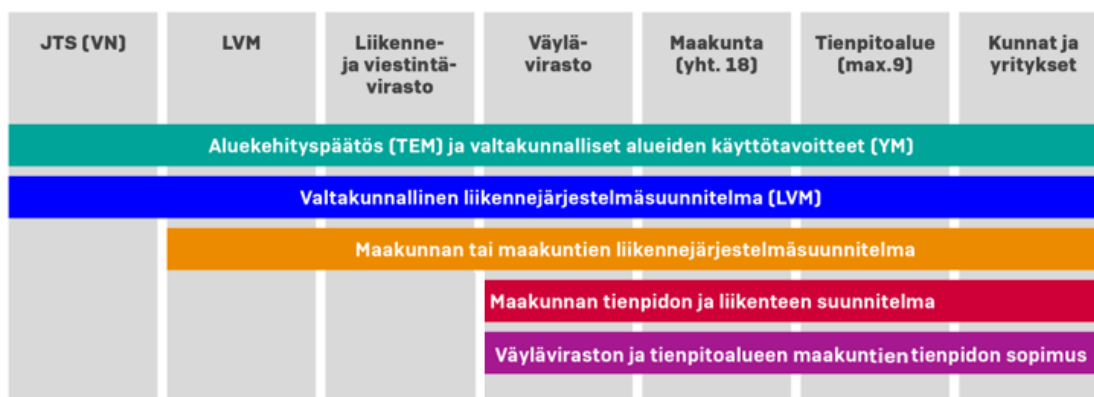 JTS (VN)
LVM
Liikenne-
ja viestintä-
virasto
Väylä-
virasto
Maakunta
(yht. 18)
Tienpitoalue
(max.9)
Kunnat ja
yritykset
Aluekehityspäätös (TEM) ja valtakunnalliset alueiden käyttötavoitteet (YM)
Valtakunnallinen liikennejärjestelmäsuunnitelma (LVM)
Maakunnan tai maakuntien liikennejärjestelmäsuunnitelma
Maakunnan tienpidon ja liikenteen suunnitelma
Väyläviraston ja tienpitoalueen maakuntien tienpidon sopimus